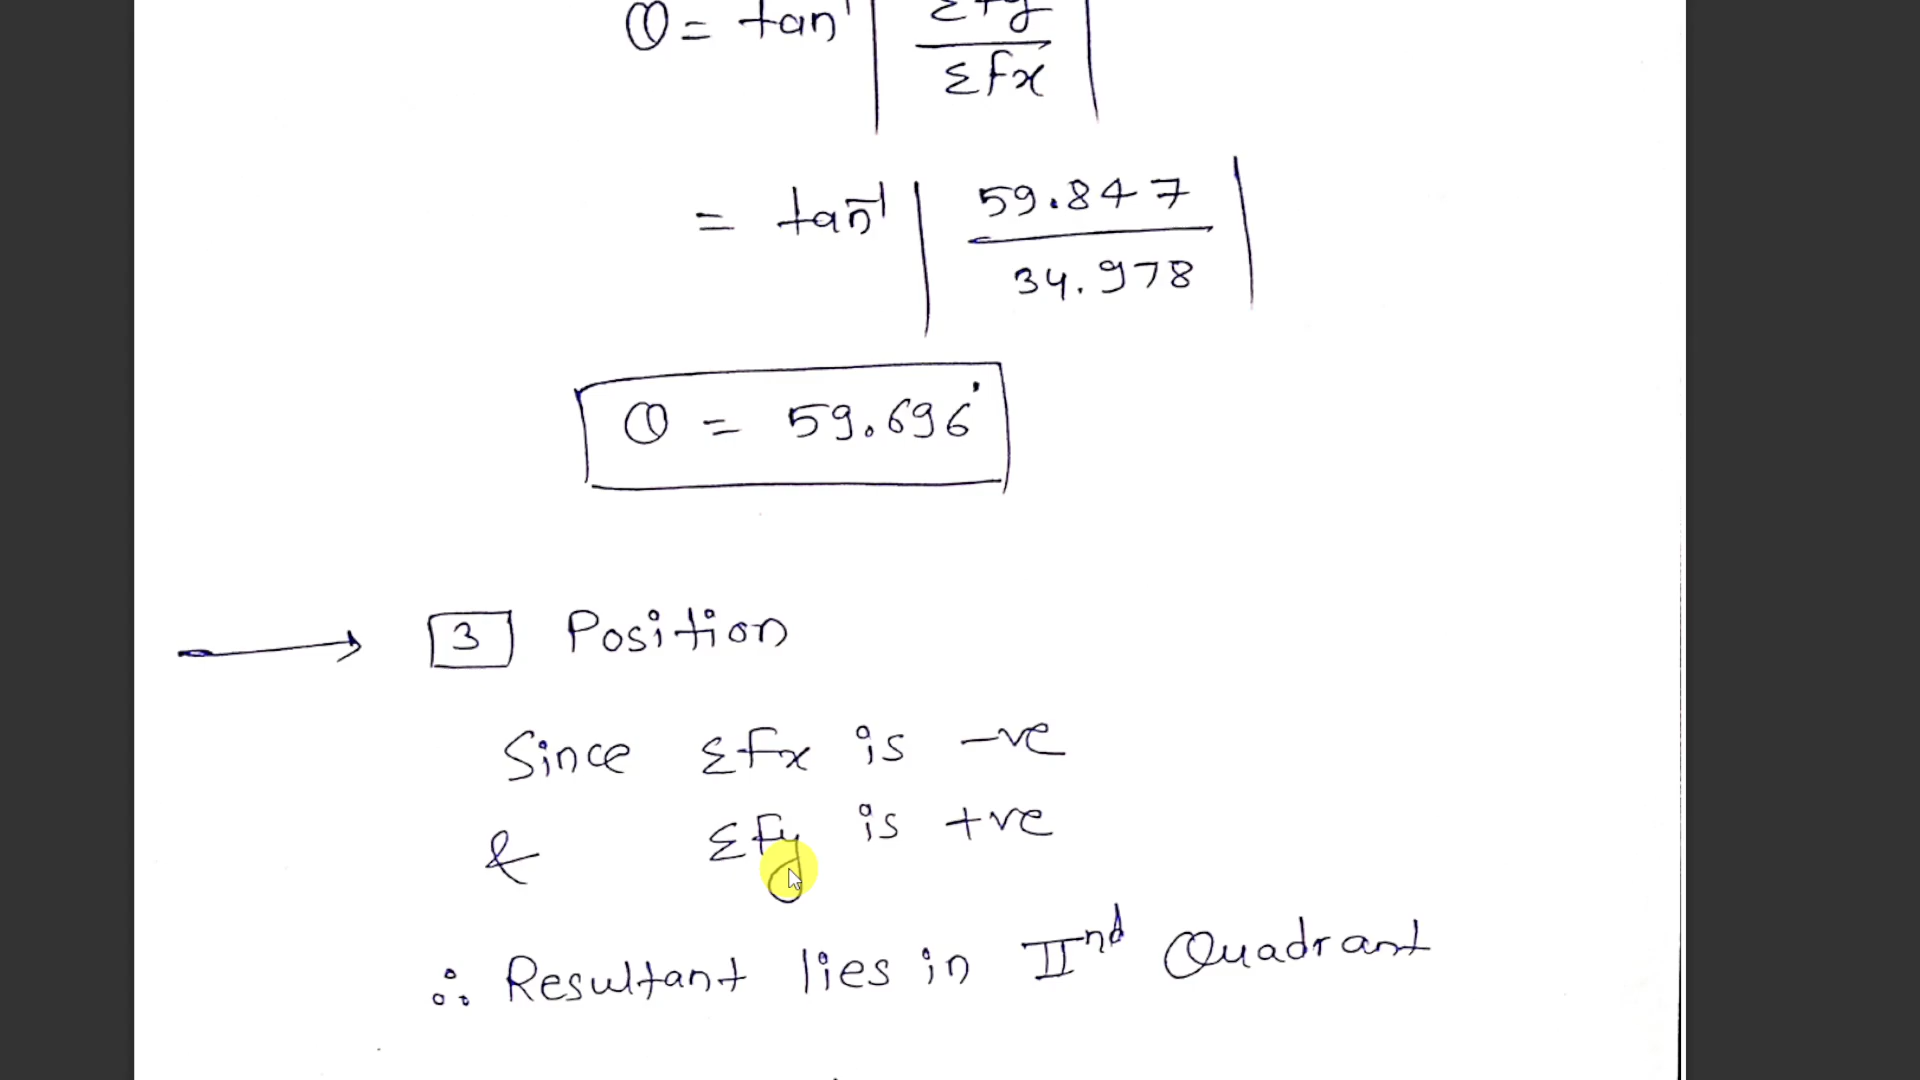 θ = tan⁻¹ | ΣFy / ΣFx |
= tan⁻¹ | 59.847 / 34.978 |
θ = 59.696°
3 Position
Since ΣFx is -ve
& ΣFy is +ve
∴ Resultant lies in IInd Quadrant